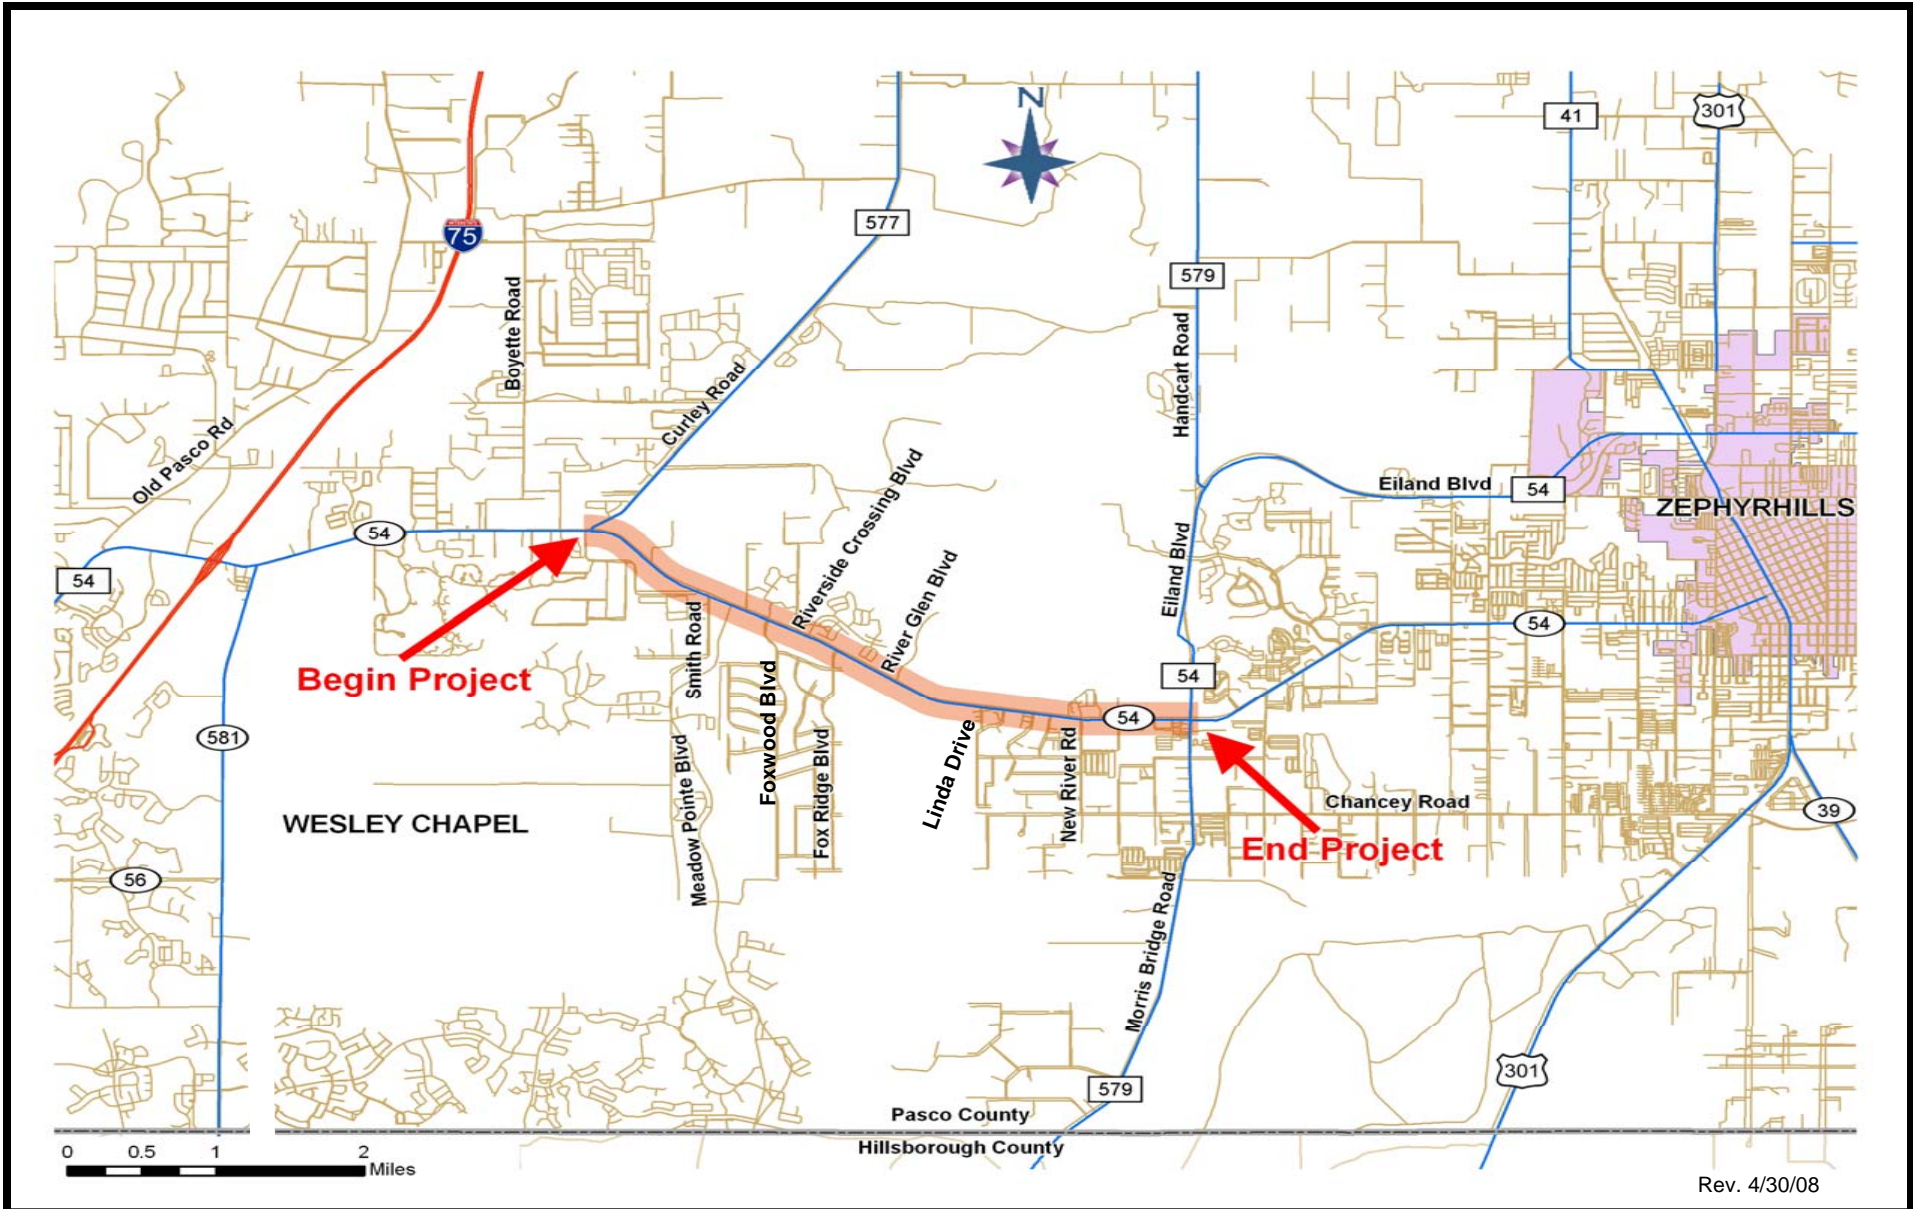 N
41
301
577
75
INTERSTATE
579
Boyette Road
Handcart Road
Curley Road
Old Pasco Rd
Riverside Crossing Blvd
Eiland Blvd
54
ZEPHYRHILLS
54
54
Eiland Blvd
River Glen Blvd
Smith Road
54
Begin Project
Foxwood Blvd
54
54
581
Linda Drive
New River Rd
Fox Ridge Blvd
Meadow Pointe Blvd
Chancey Road
39
WESLEY CHAPEL
End Project
56
Morris Bridge Road
301
579
Pasco County
Hillsborough County
0 0.5 1 2
Miles
Rev. 4/30/08